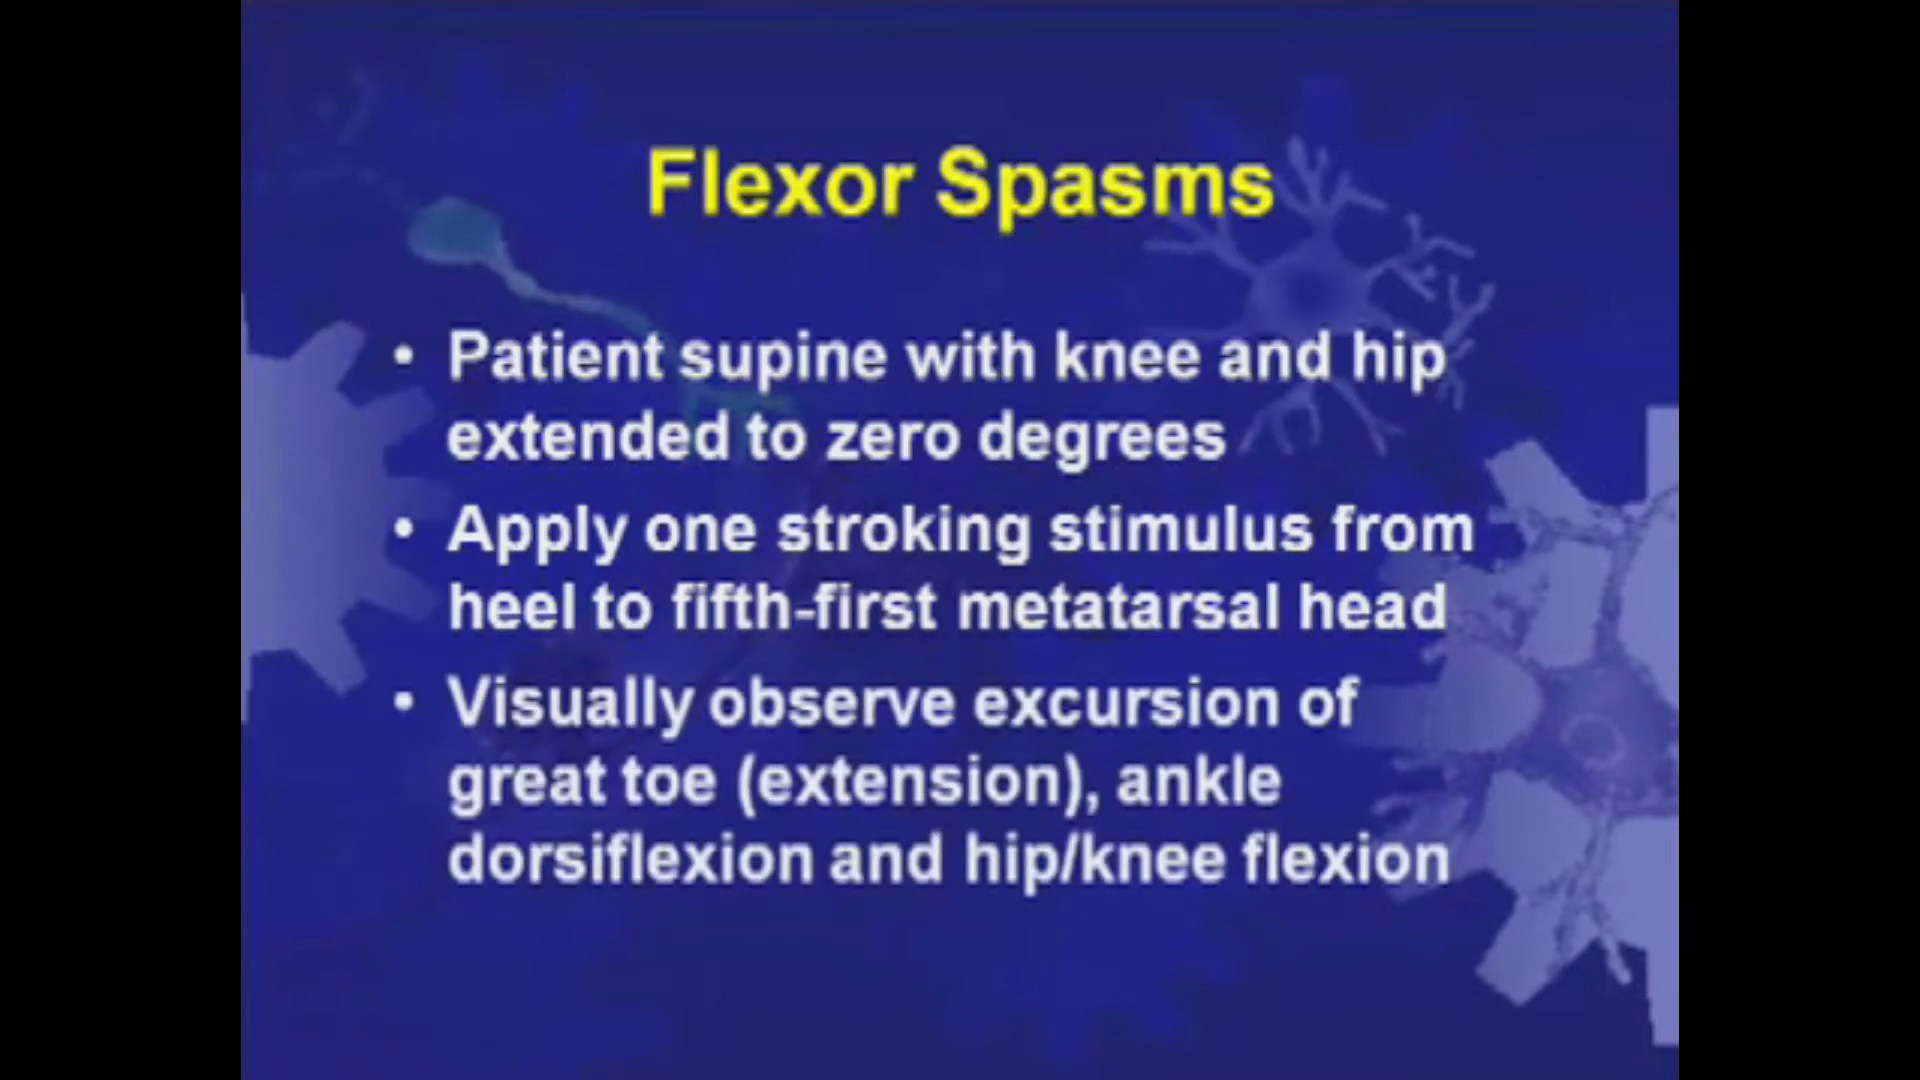 Flexor Spasms
• Patient supine with knee and hip
extended to zero degrees
• Apply one stroking stimulus from
heel to fifth-first metatarsal head
• Visually observe excursion of
great toe (extension), ankle
dorsiflexion and hip/knee flexion